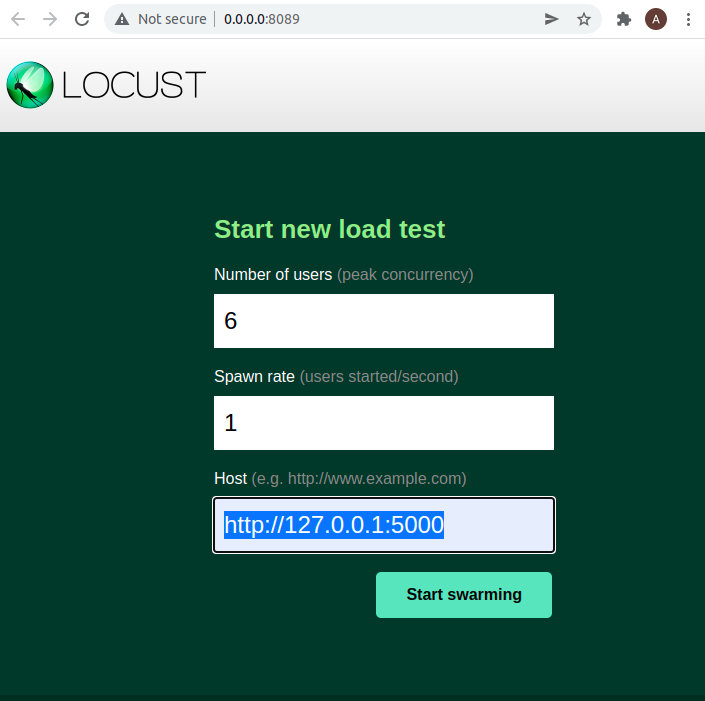 Not secure | 0.0.0.0:8089 A
LOCUST
Start new load test
Number of users (peak concurrency)
6
Spawn rate (users started/second)
1
Host (e.g. http://www.example.com)
http://127.0.0.1:5000
Start swarming